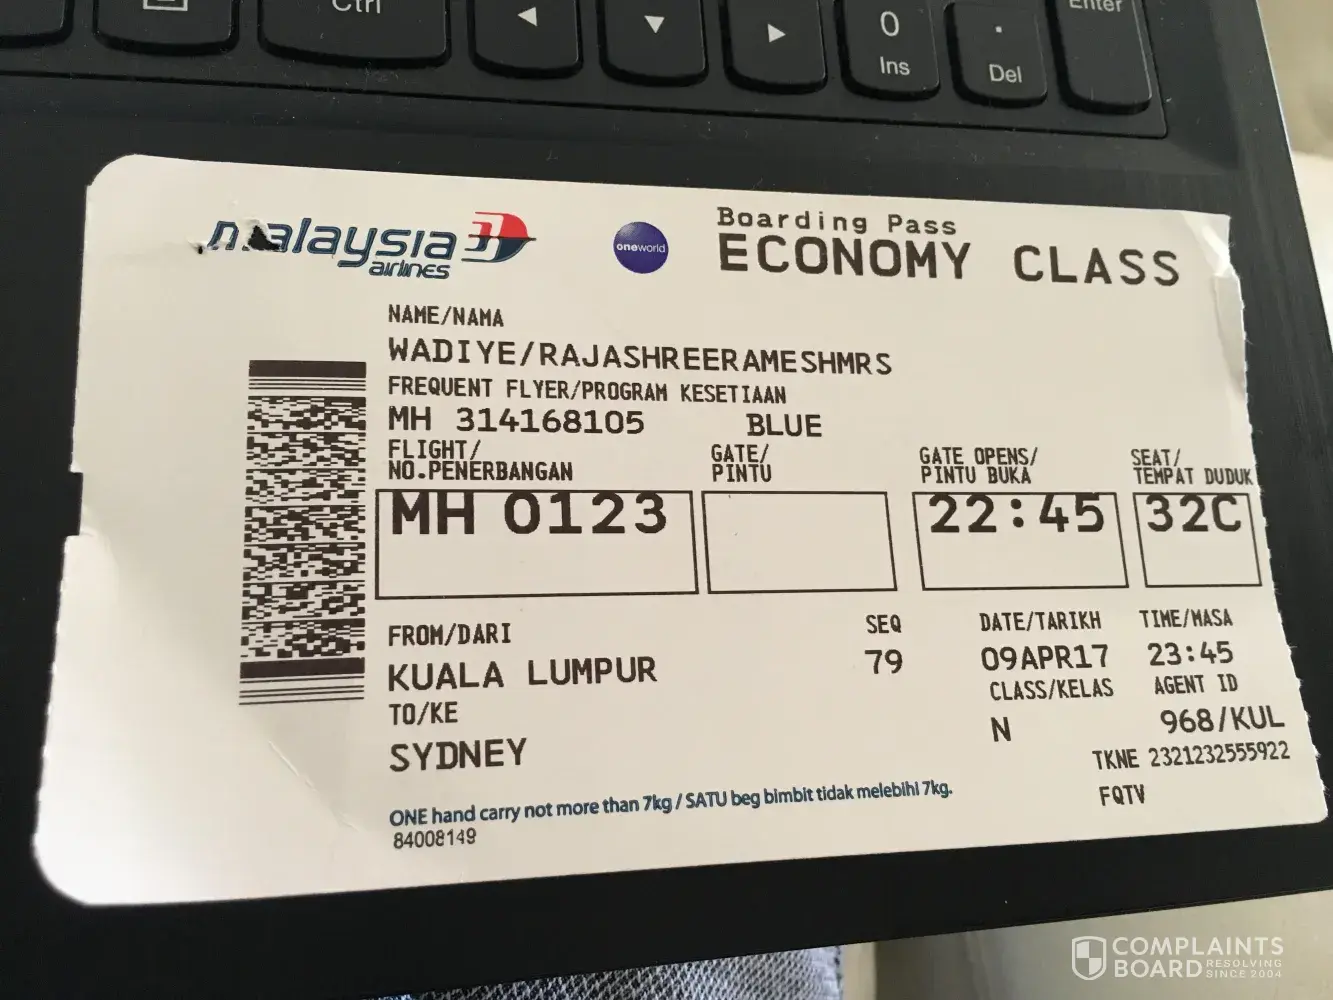 Ctrl
0
Ins
.
Del
Enter
malaysia
airlines
oneworld
Boarding Pass
ECONOMY CLASS
NAME/NAMA
WADIYE/RAJASHREERAMESHMRS
FREQUENT FLYER/PROGRAM KESETIAAN
MH 314168105 BLUE
FLIGHT/
NO.PENERBANGAN
MH 0123
GATE/
PINTU
GATE OPENS/
PINTU BUKA
22:45
SEAT/
TEMPAT DUDUK
32C
FROM/DARI
KUALA LUMPUR
SEQ
79
DATE/TARIKH
09APR17
TIME/MASA
23:45
TO/KE
SYDNEY
CLASS/KELAS
N
AGENT ID
968/KUL
TKNE 2321232555922
FQTV
ONE hand carry not more than 7kg / SATU beg bimbit tidak melebihi 7kg.
84008149
COMPLAINTS
BOARD RESOLVING
SINCE 2004